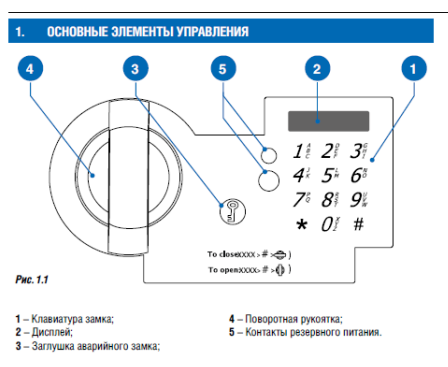 1. ОСНОВНЫЕ ЭЛЕМЕНТЫ УПРАВЛЕНИЯ
4 3 5 2 1
1 ABC 2 3 GHI
4 5 6
7 8 9
* 0 #
To close:XXXX > # >
To open:XXXX > # >
Рис. 1.1
1 – Клавиатура замка;
2 – Дисплей;
3 – Заглушка аварийного замка;
4 – Поворотная рукоятка;
5 – Контакты резервного питания.